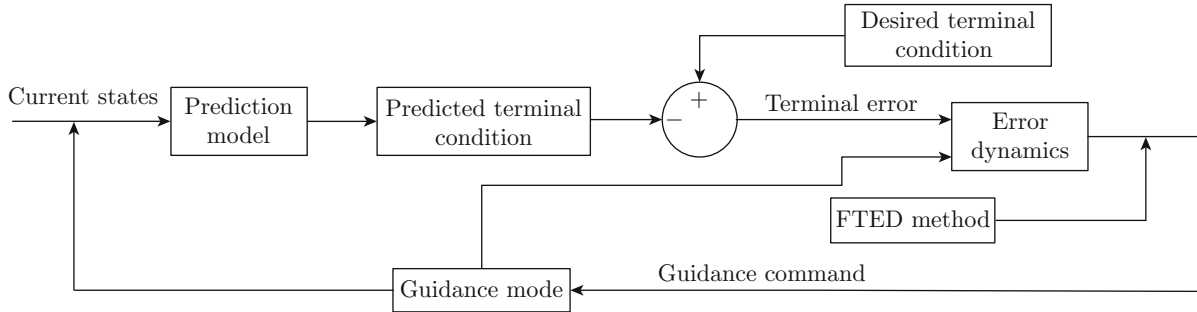 Desired terminal
condition
Current states
Prediction
model
Predicted terminal
condition
+
−
Terminal error
Error
dynamics
FTED method
Guidance mode
Guidance command